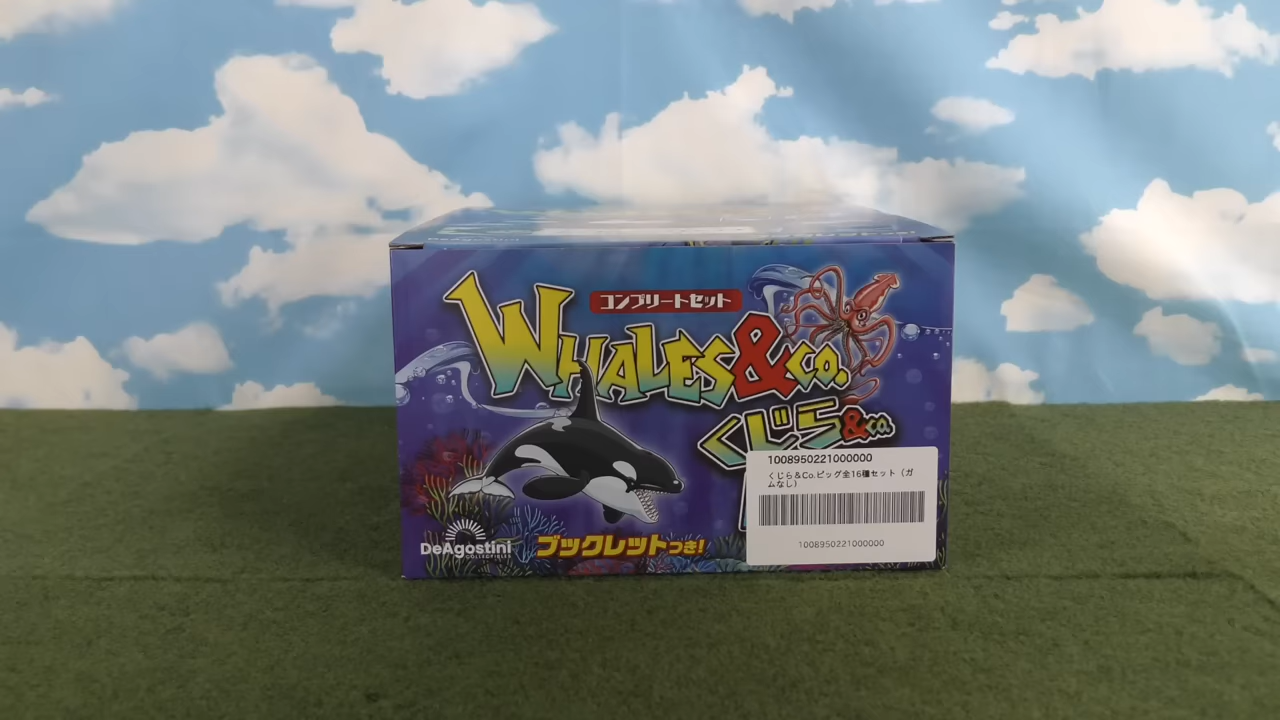 コンプリートセット
WHALES&CO.
くじら&CO.
1008950221000000
くじら＆Co.ビッグ全16種セット（ガ
ムなし）
1008950221000000
DeAgostini
COLLECTIBLES
ブックレットつき!